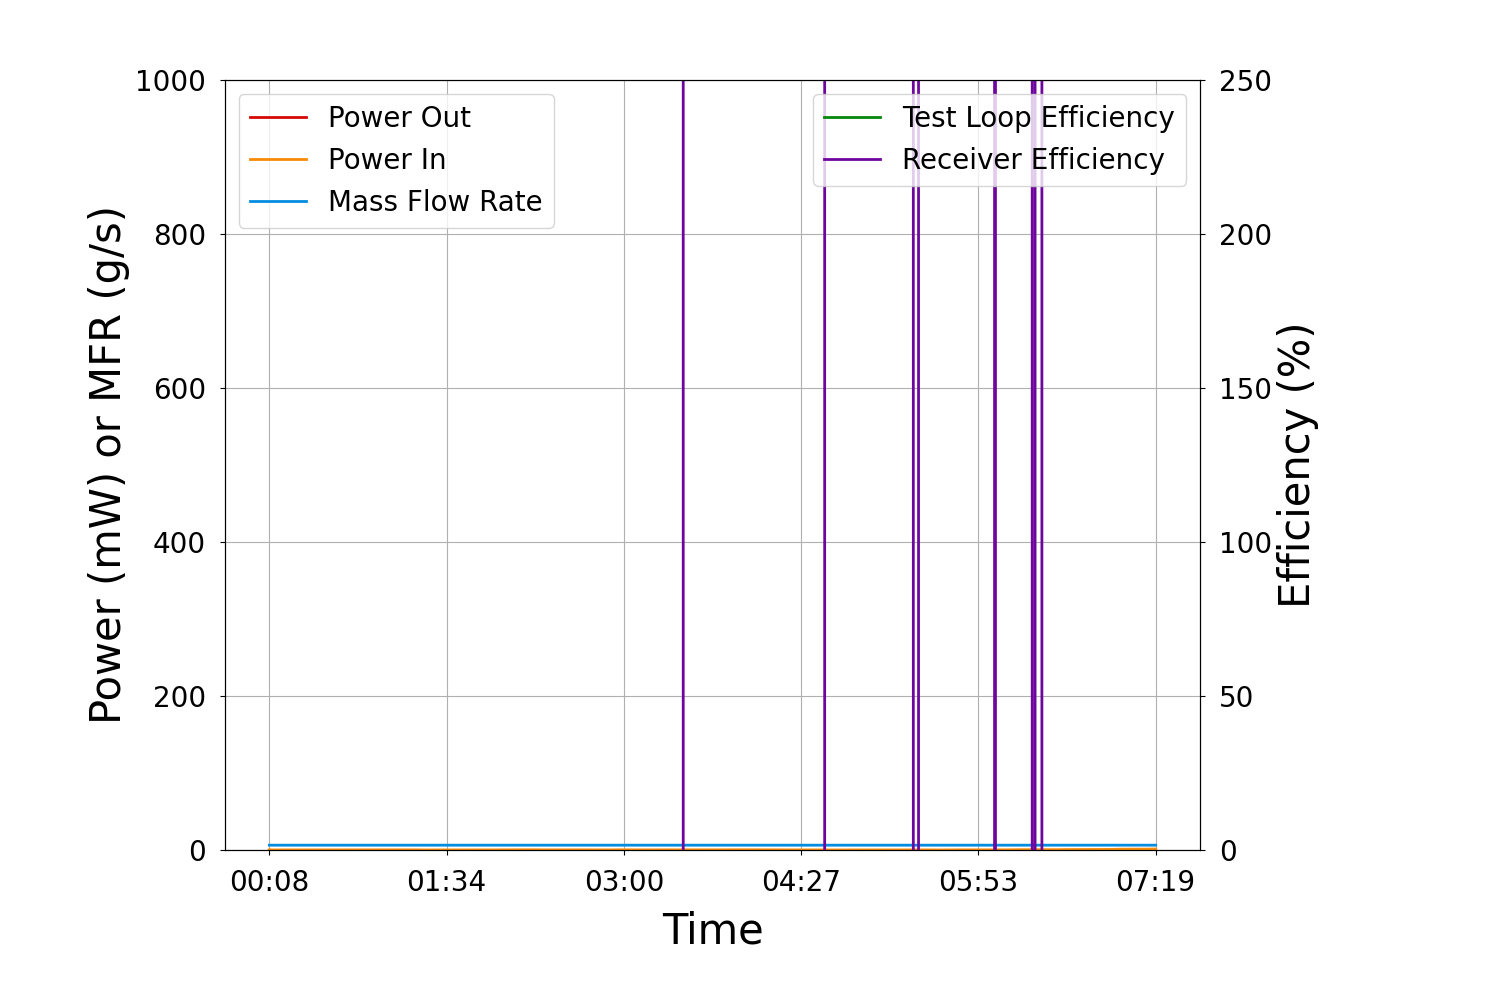 Power Out
Power In
Mass Flow Rate
Test Loop Efficiency
Receiver Efficiency
Power (mW) or MFR (g/s)
1000
800
600
400
200
0
250
200
150
100
50
0
Efficiency (%)
00:08 01:34 03:00 04:27 05:53 07:19
Time